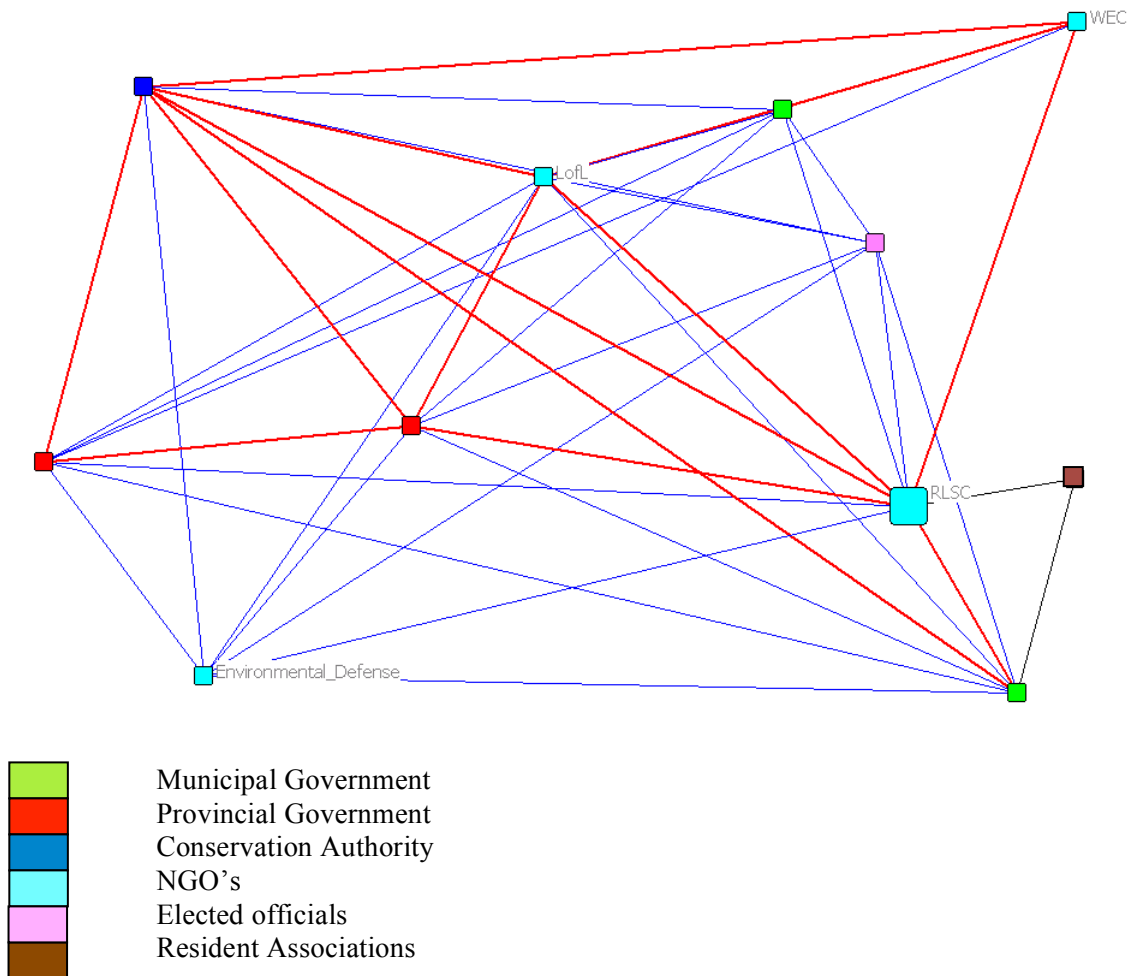 WEC
LofL
RLSC
Environmental_Defense
Municipal Government
Provincial Government
Conservation Authority
NGO’s
Elected officials
Resident Associations